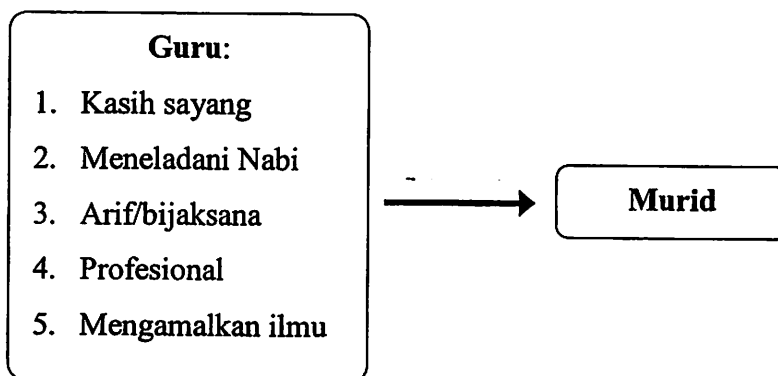 Guru:
1. Kasih sayang
2. Meneladani Nabi
3. Arif/bijaksana
4. Profesional
5. Mengamalkan ilmu
Murid